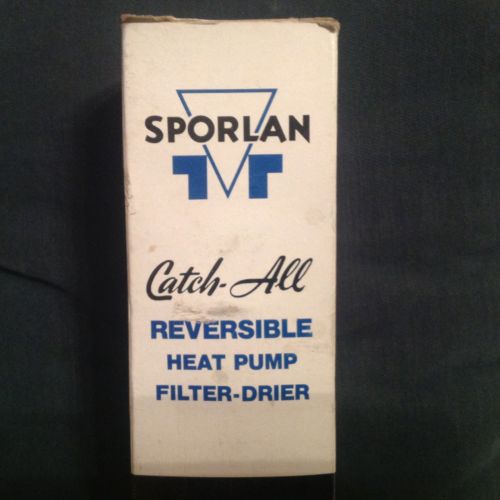 SPORLAN
Catch-All
REVERSIBLE
HEAT PUMP
FILTER-DRIER